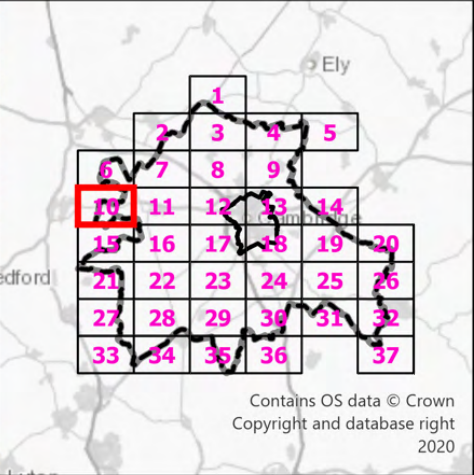 Ely
1
2 3 4 5
6 7 8 9
10 11 12 13 14
Cambridge
15 16 17 18 19 20
edford
21 22 23 24 25 26
27 28 29 30 31 32
33 34 35 36 37
Contains OS data © Crown
Copyright and database right
2020